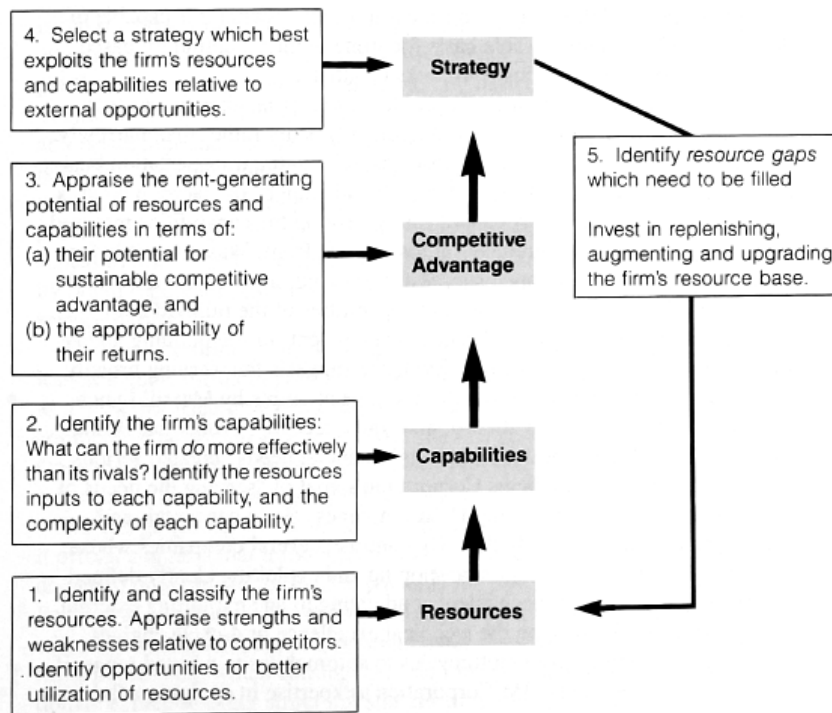 4. Select a strategy which best
exploits the firm's resources
and capabilities relative to
external opportunities.
Strategy
5. Identify resource gaps
which need to be filled
Invest in replenishing,
augmenting and upgrading
the firm's resource base.
3. Appraise the rent-generating
potential of resources and
capabilities in terms of:
(a) their potential for
sustainable competitive
advantage, and
(b) the appropriability of
their returns.
Competitive
Advantage
2. Identify the firm's capabilities:
What can the firm do more effectively
than its rivals? Identify the resources
inputs to each capability, and the
complexity of each capability.
Capabilities
1. Identify and classify the firm's
resources. Appraise strengths and
weaknesses relative to competitors.
Identify opportunities for better
utilization of resources.
Resources